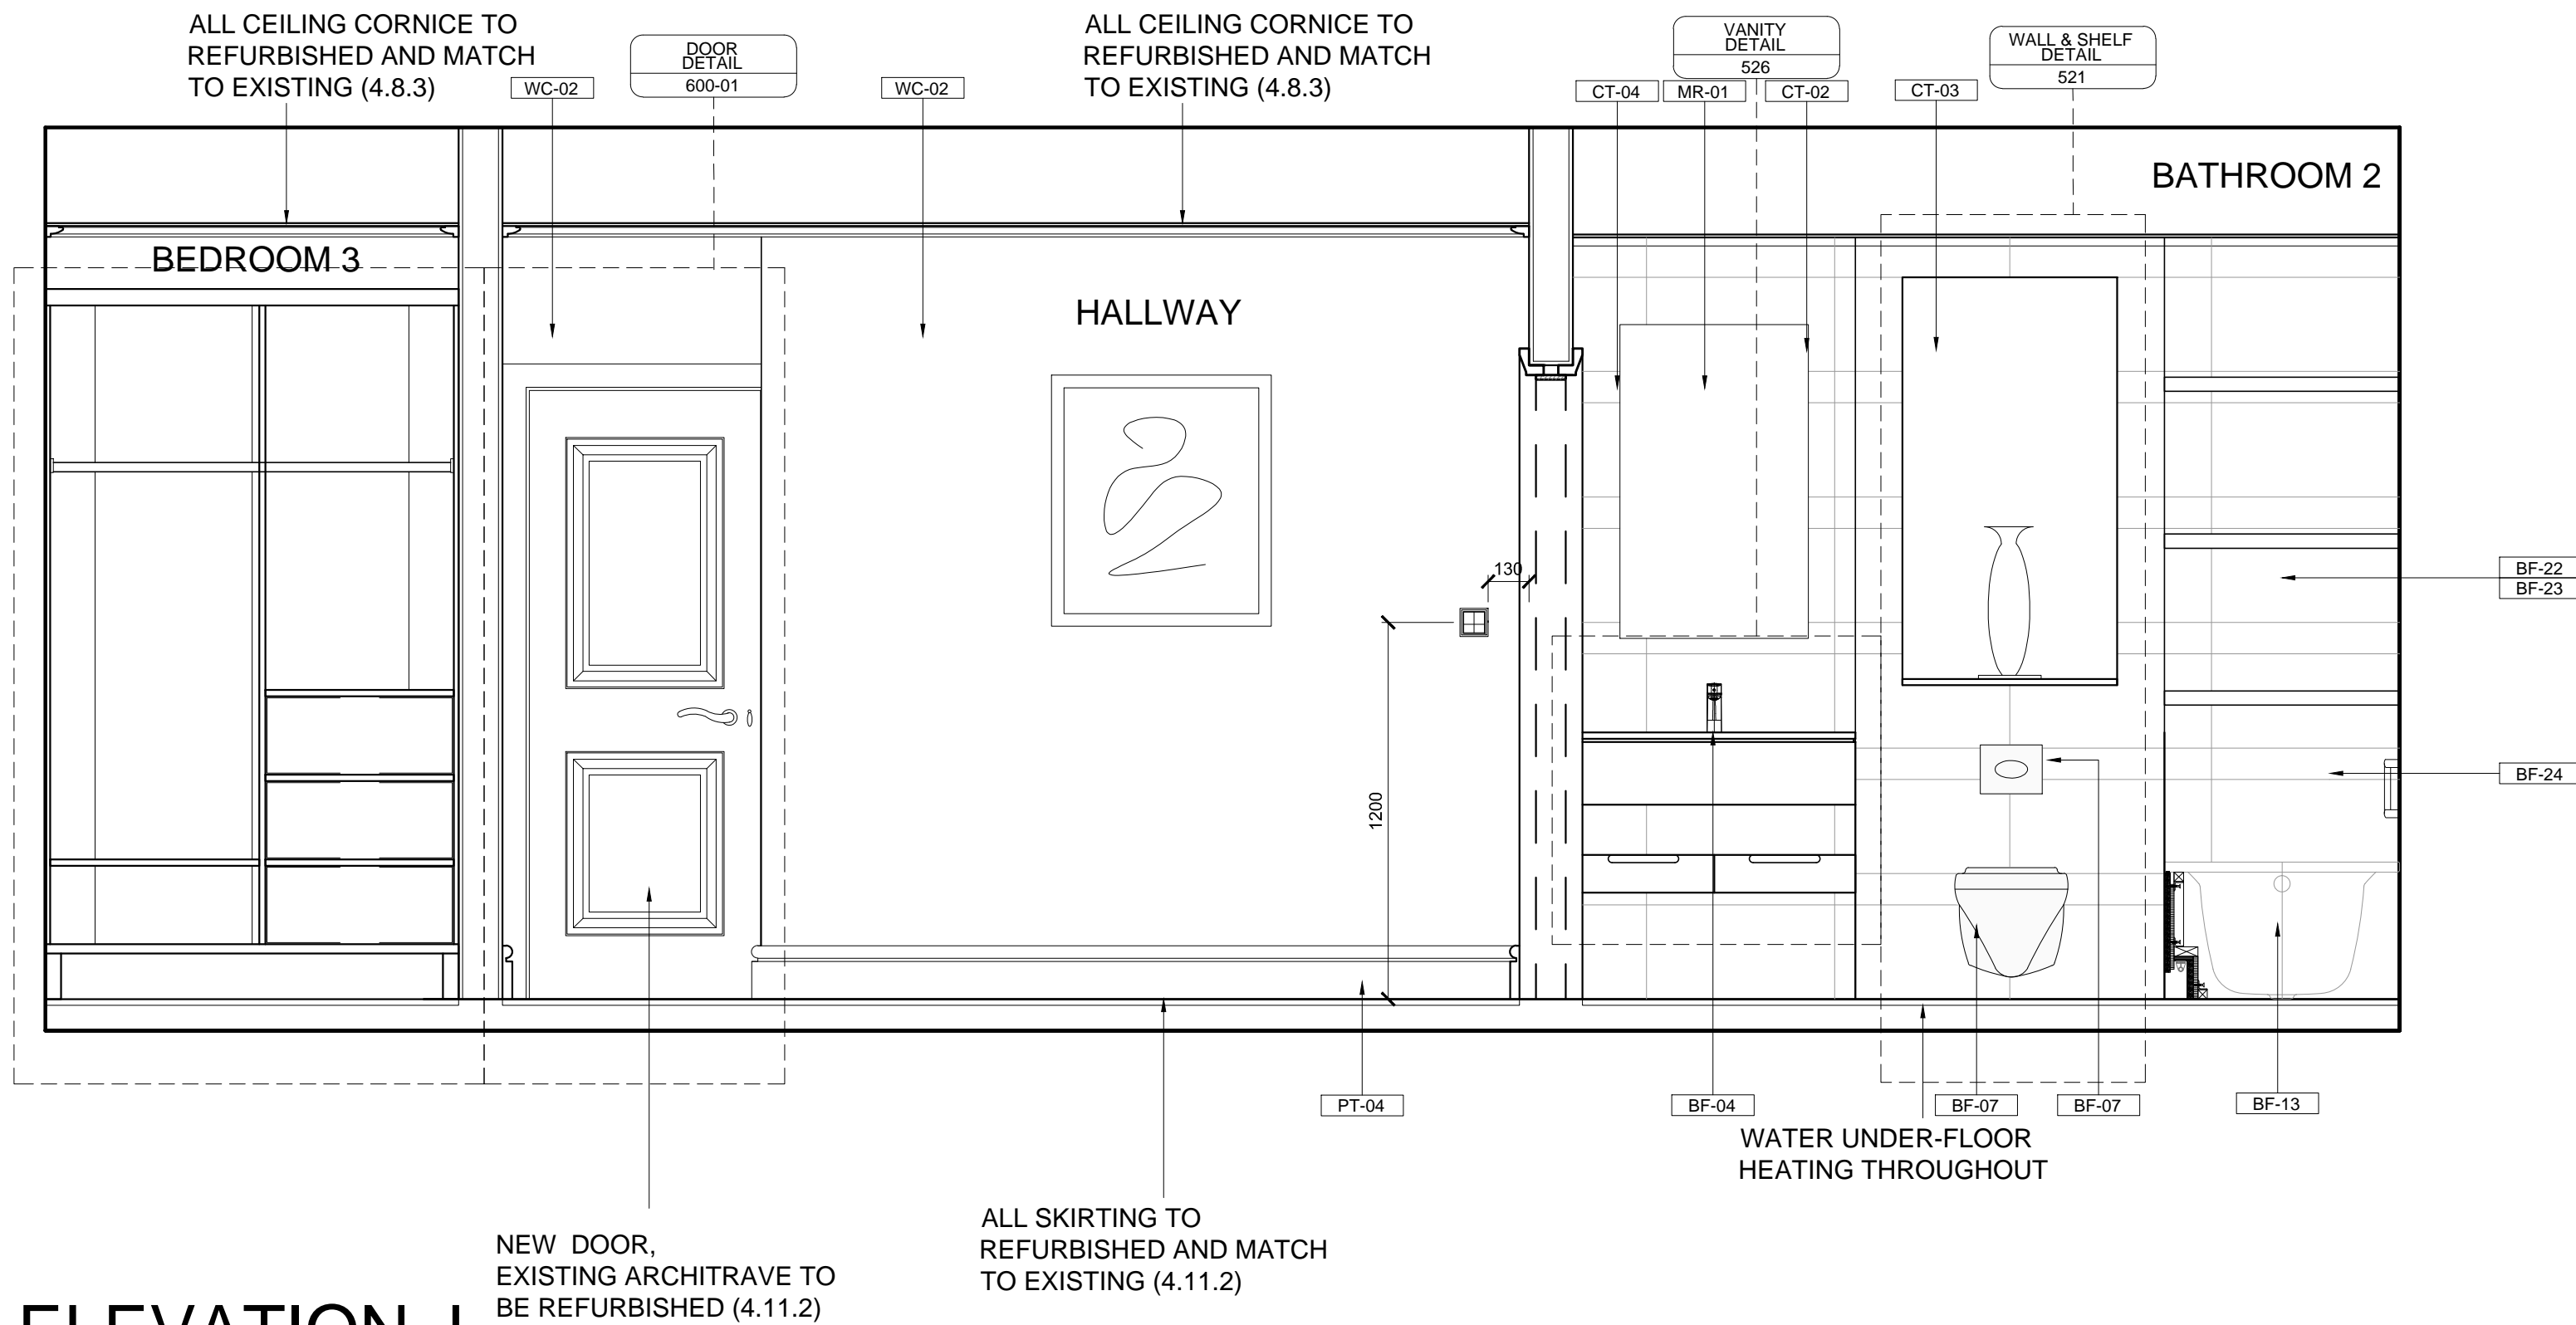 ALL CEILING CORNICE TO
REFURBISHED AND MATCH
TO EXISTING (4.8.3)
WC-02
DOOR
DETAIL
600-01
WC-02
ALL CEILING CORNICE TO
REFURBISHED AND MATCH
TO EXISTING (4.8.3)
CT-04
MR-01
VANITY
DETAIL
526
CT-02
CT-03
WALL & SHELF
DETAIL
521
BATHROOM 2
BEDROOM 3
HALLWAY
130
BF-22
BF-23
1200
BF-24
PT-04
BF-04
BF-07
BF-07
BF-13
WATER UNDER-FLOOR
HEATING THROUGHOUT
NEW  DOOR,
EXISTING ARCHITRAVE TO
BE REFURBISHED (4.11.2)
ALL SKIRTING TO
REFURBISHED AND MATCH
TO EXISTING (4.11.2)
ELEVATION